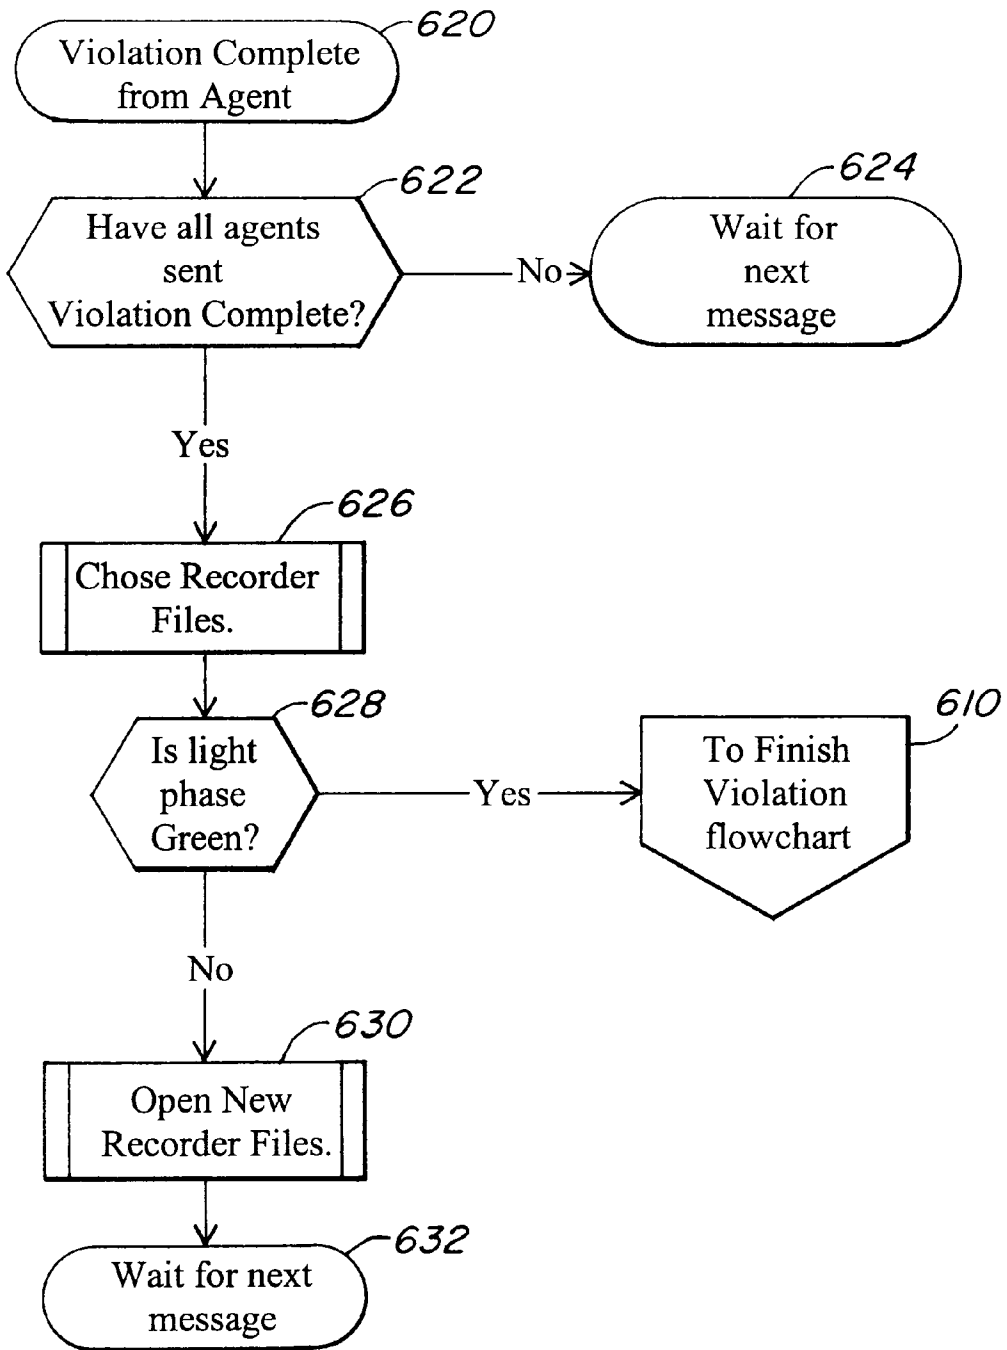 620
Violation Complete
from Agent
622
Have all agents
sent
Violation Complete?
No
624
Wait for
next
message
Yes
626
Chose Recorder
Files.
628
Is light
phase
Green?
Yes
610
To Finish
Violation
flowchart
No
630
Open New
Recorder Files.
632
Wait for next
message